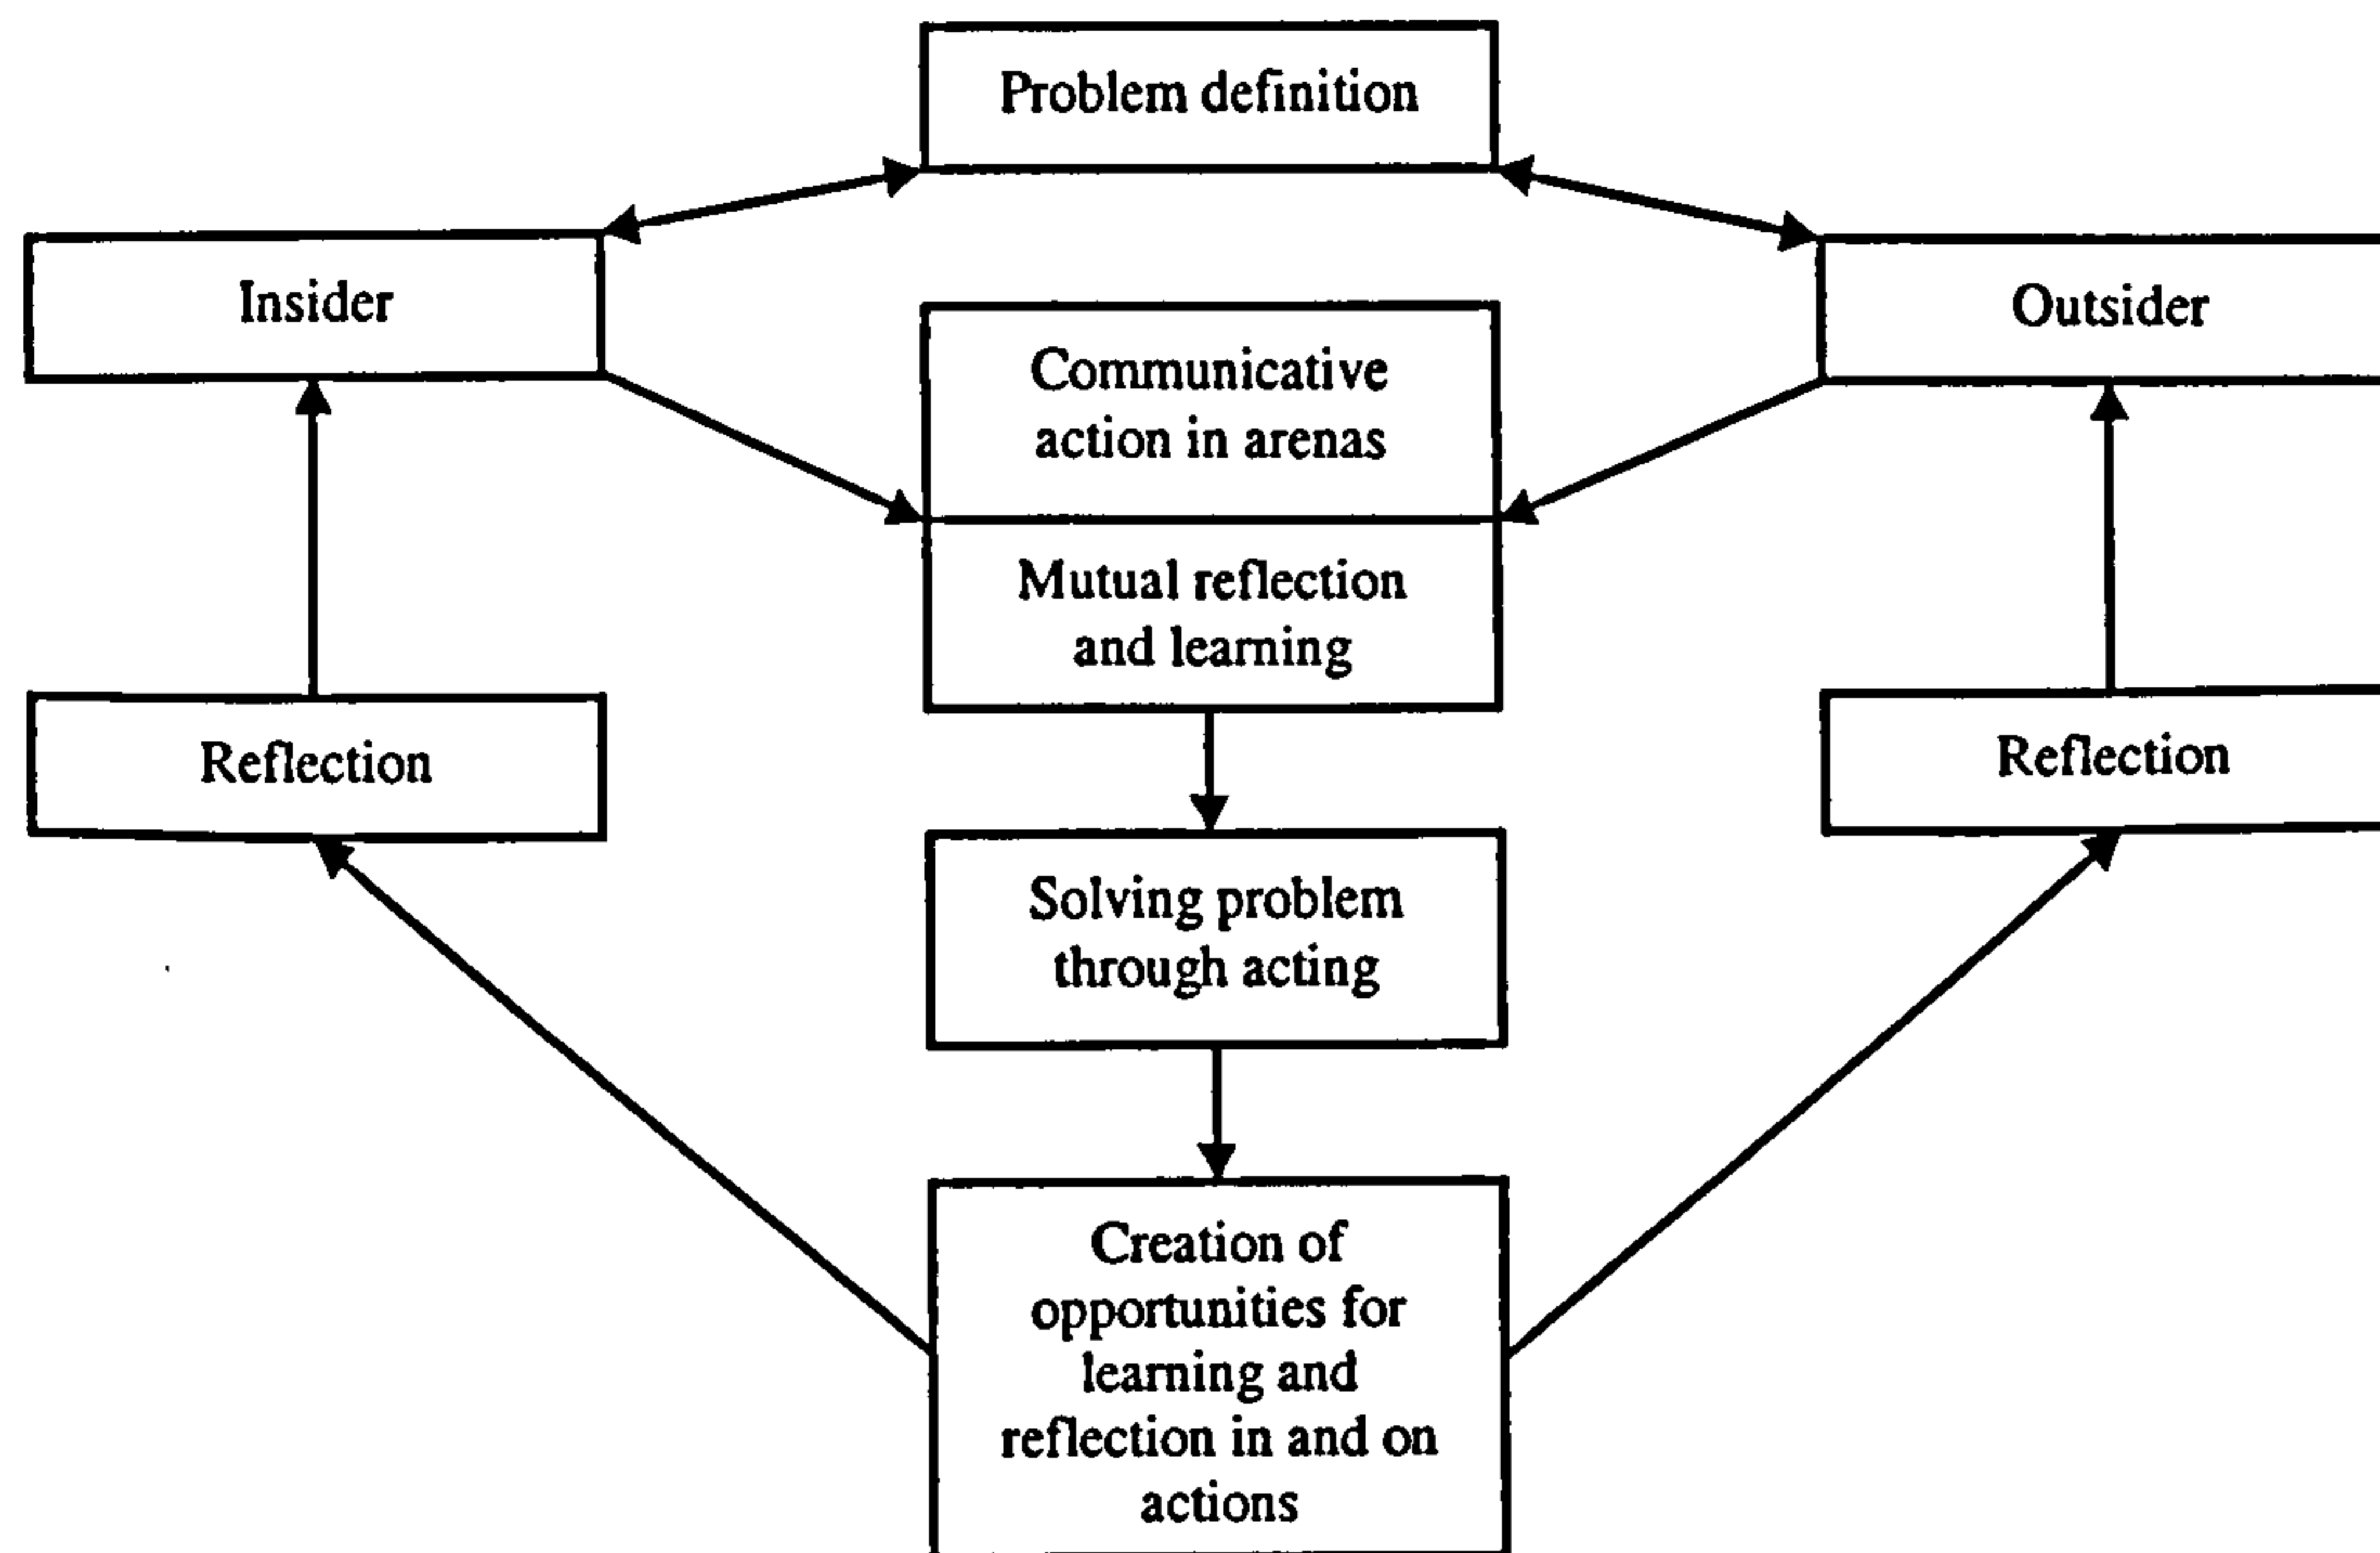 Problem definition
Insider
Outsider
Communicative
action in arenas
Mutual reflection
and learning
Reflection
Reflection
Solving problem
through acting
Creation of
opportunities for
learning and
reflection in and on
actions